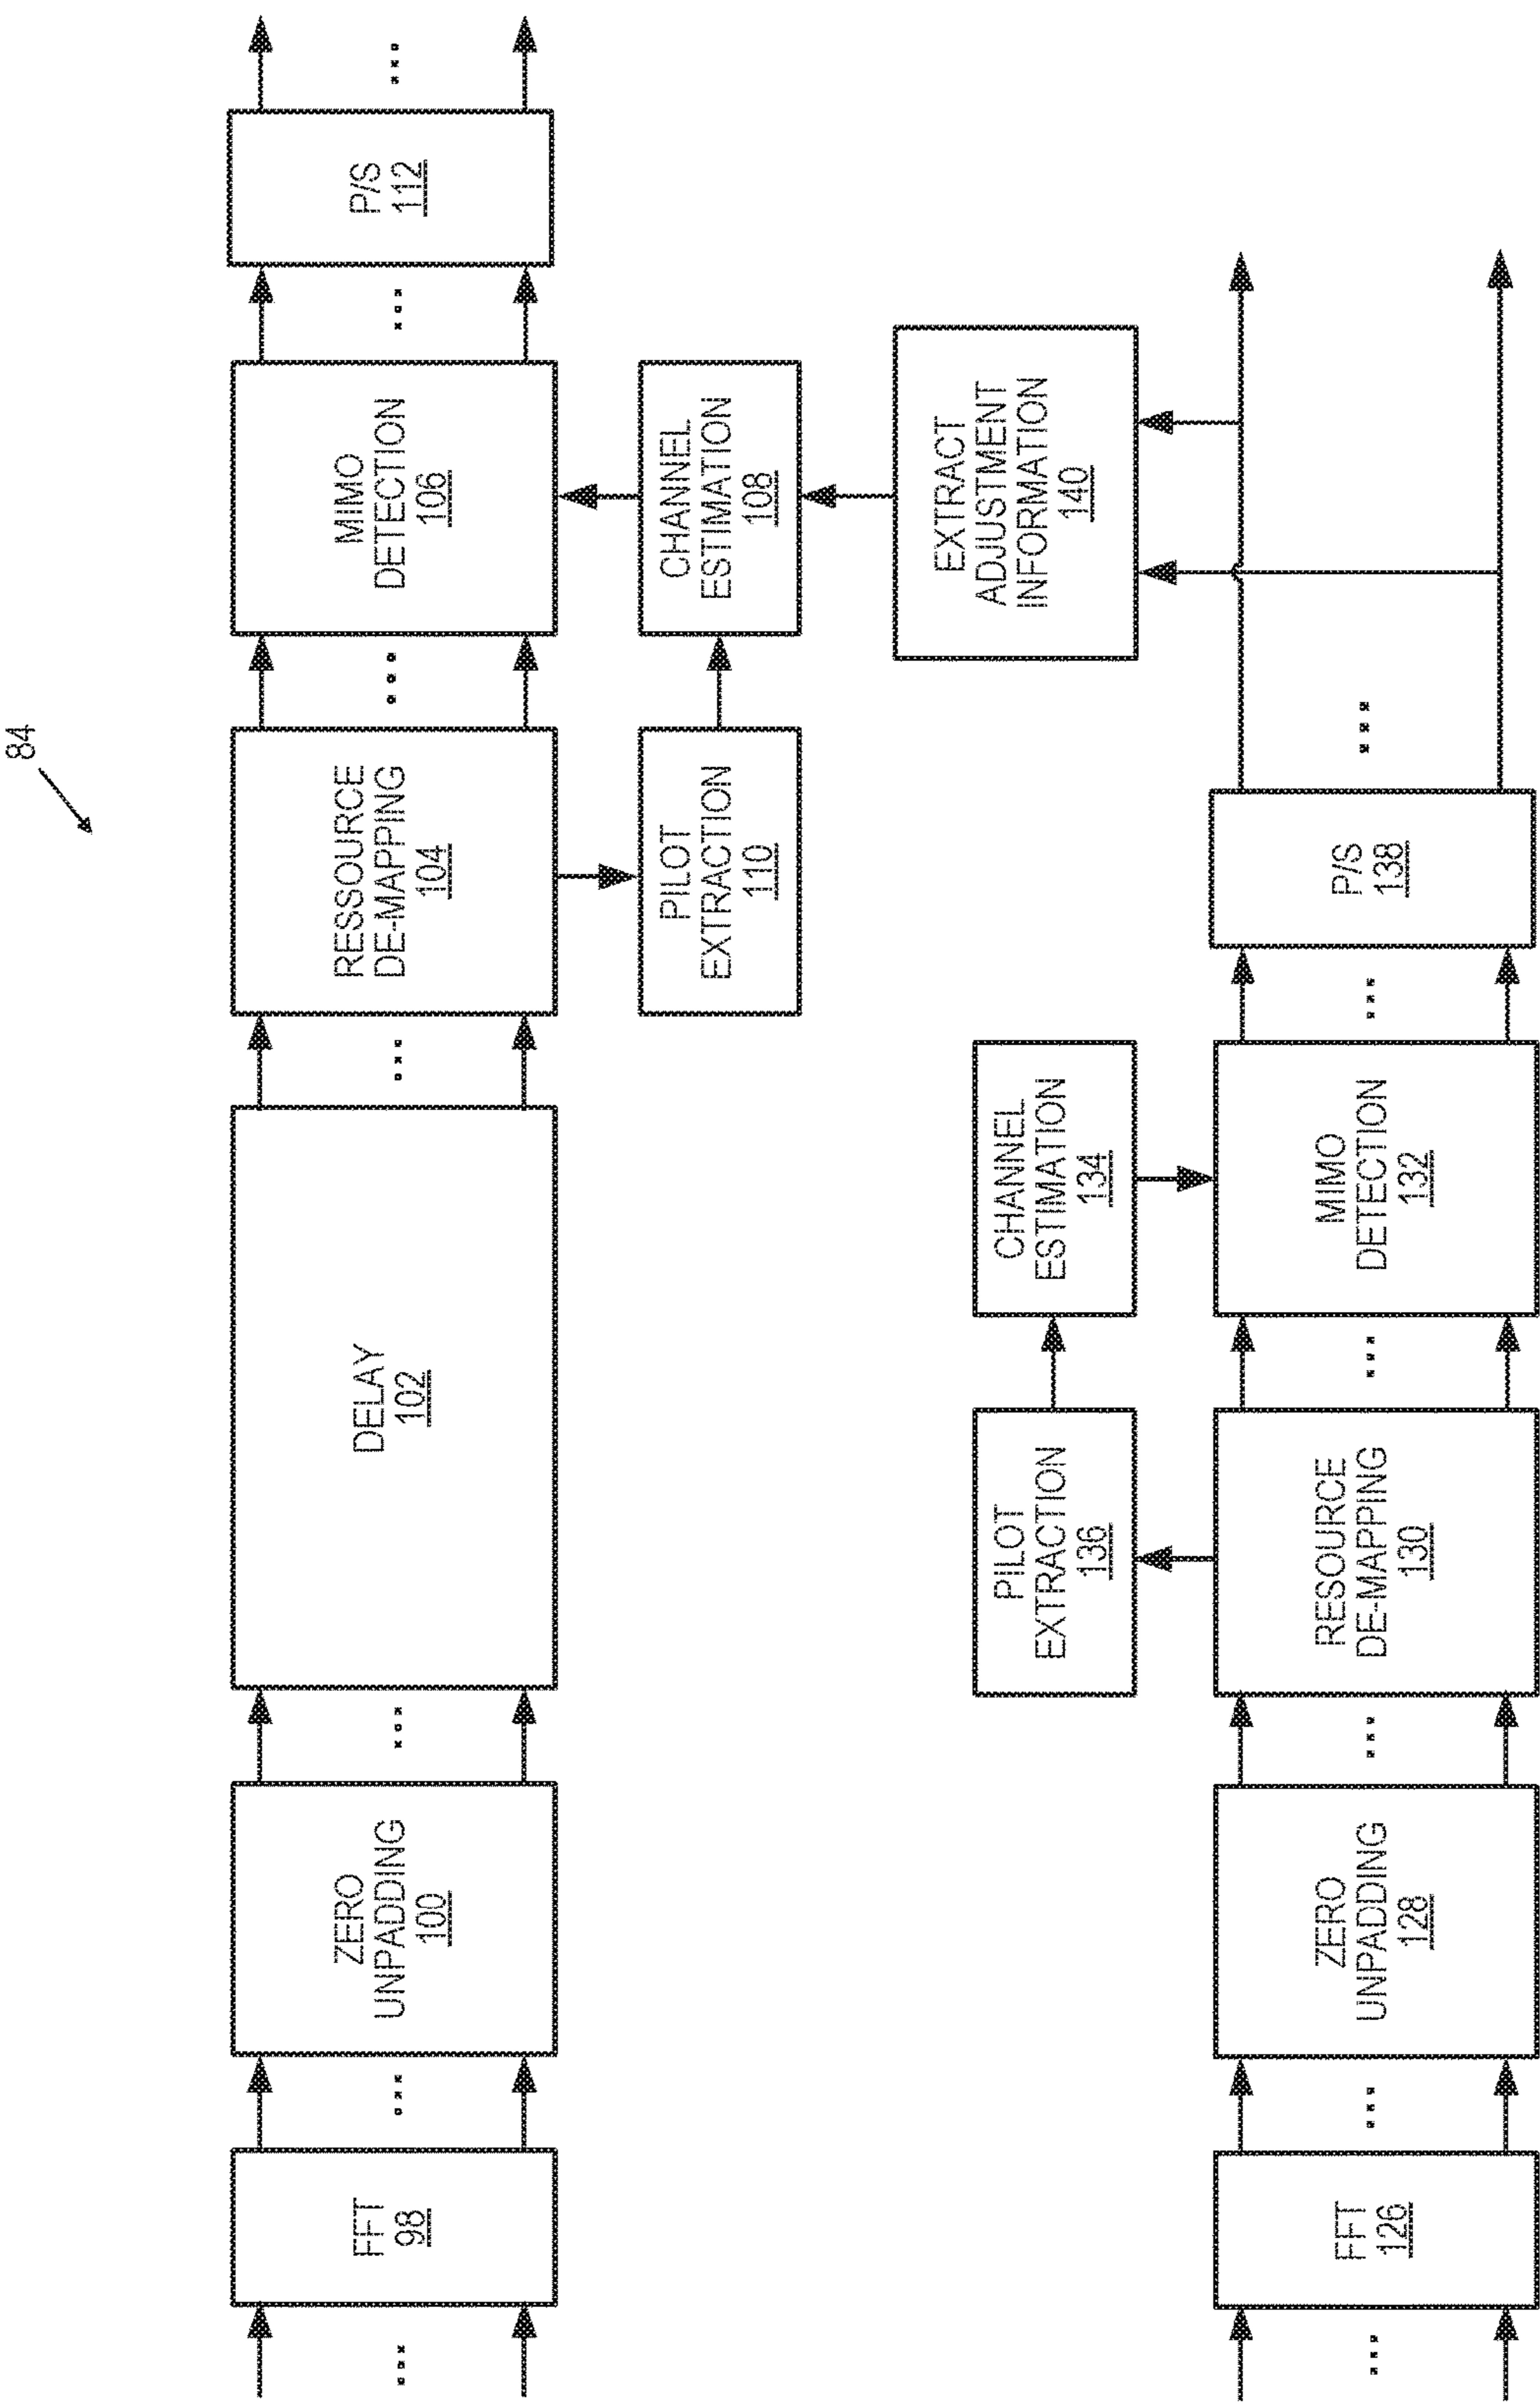 84
FFT
98
ZERO
UNPADDING
100
DELAY
102
RESSOURCE
DE-MAPPING
104
MIMO
DETECTION
106
P/S
112
PILOT
EXTRACTION
110
CHANNEL
ESTIMATION
108
EXTRACT
ADJUSTMENT
INFORMATION
140
PILOT
EXTRACTION
136
CHANNEL
ESTIMATION
134
FFT
126
ZERO
UNPADDING
128
RESOURCE
DE-MAPPING
130
MIMO
DETECTION
132
P/S
138